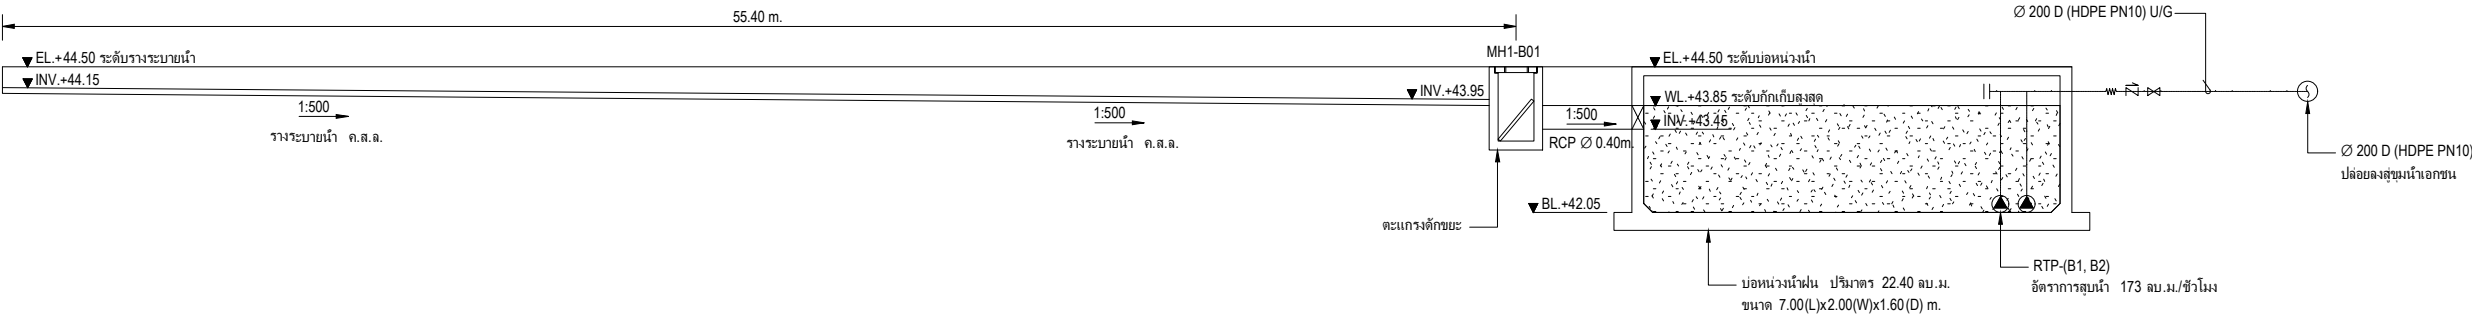 55.40 m.
Ø 200 D (HDPE PN10) U/G
MH1-B01
EL.+44.50 ระดับรางระบายน้ำ
EL.+44.50 ระดับบ่อหน่วงน้ำ
INV.+44.15
INV.+43.95
WL.+43.85 ระดับกักเก็บสูงสุด
1:500
1:500
1:500
INV.+43.45
รางระบายน้ำ ค.ส.ล.
รางระบายน้ำ ค.ส.ล.
RCP Ø 0.40m.
Ø 200 D (HDPE PN10)
ปล่อยลงสู่ขุมน้ำเอกชน
BL.+42.05
ตะแกรงดักขยะ
RTP-(B1, B2)
อัตราการสูบน้ำ 173 ลบ.ม./ชัวโมง
บ่อหน่วงน้ำฝน ปริมาตร 22.40 ลบ.ม.
ขนาด 7.00(L)x2.00(W)x1.60(D) m.